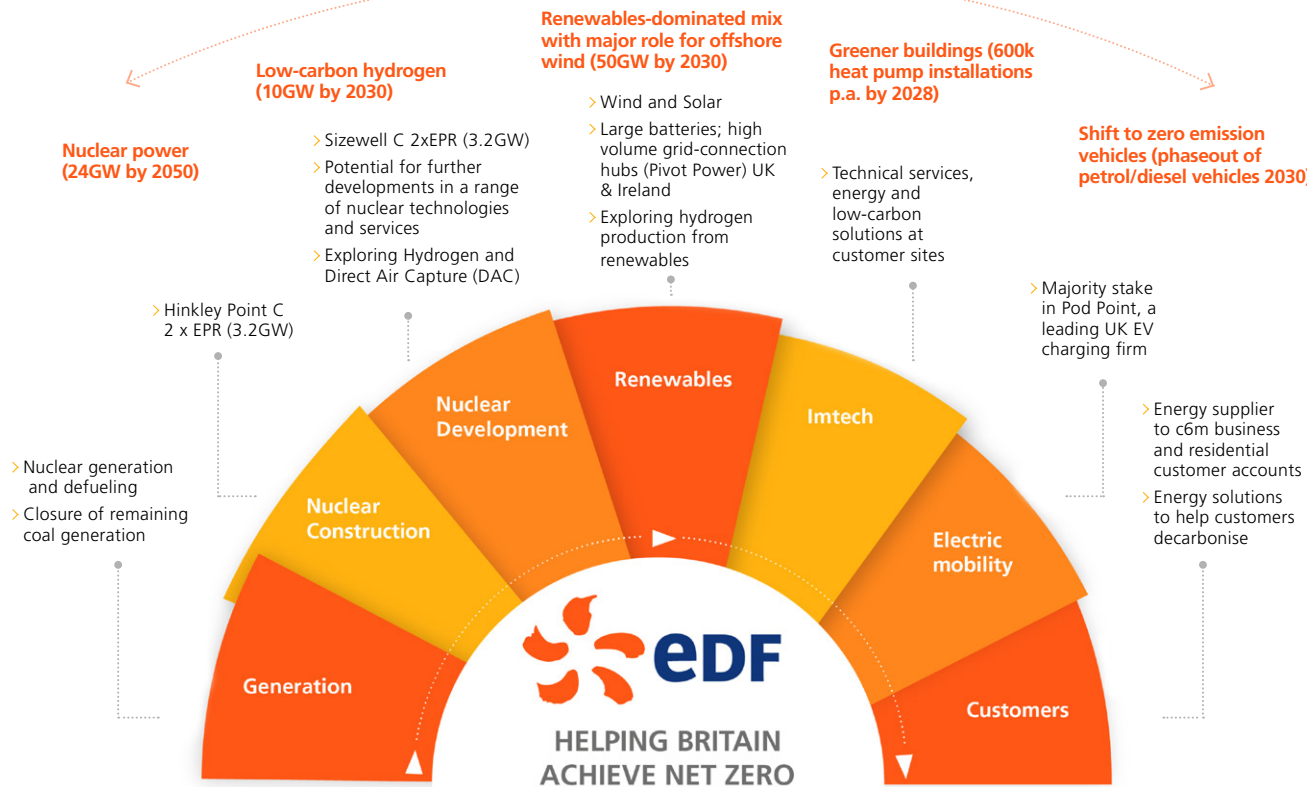 Nuclear power
(24GW by 2050)
Low-carbon hydrogen
(10GW by 2030)
Renewables-dominated mix
with major role for offshore
wind (50GW by 2030)
Greener buildings (600k
heat pump installations
p.a. by 2028)
Shift to zero emission
vehicles (phaseout of
petrol/diesel vehicles 2030)
> Nuclear generation
and defueling
> Closure of remaining
coal generation
> Hinkley Point C
2 x EPR (3.2GW)
> Sizewell C 2xEPR (3.2GW)
> Potential for further
developments in a range
of nuclear technologies
and services
> Exploring Hydrogen and
Direct Air Capture (DAC)
> Wind and Solar
> Large batteries; high
volume grid-connection
hubs (Pivot Power) UK
& Ireland
> Exploring hydrogen
production from
renewables
> Technical services,
energy and
low-carbon
solutions at
customer sites
> Majority stake
in Pod Point, a
leading UK EV
charging firm
> Energy supplier
to c6m business
and residential
customer accounts
> Energy solutions
to help customers
decarbonise
Generation
Nuclear
Construction
Nuclear
Development
Renewables
Imtech
Electric
mobility
Customers
eDF
HELPING BRITAIN
ACHIEVE NET ZERO